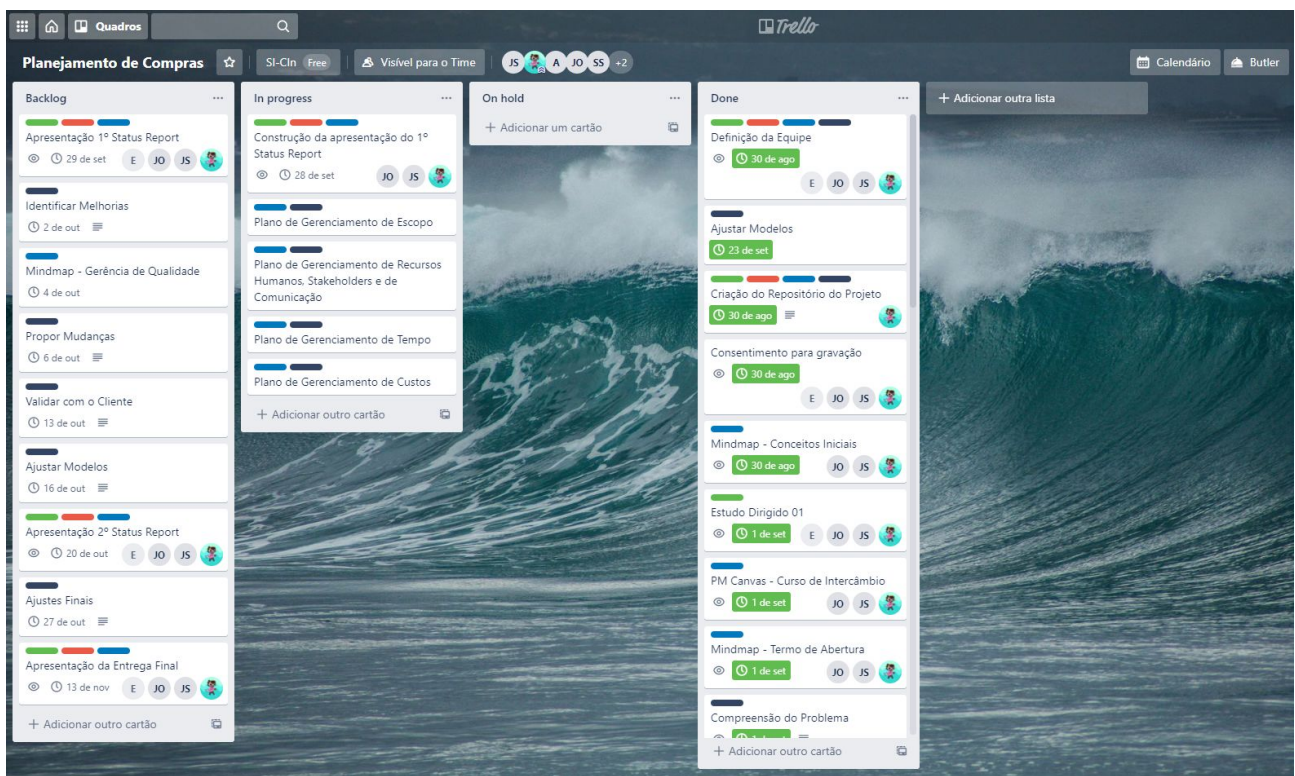 Quadros
Trello
Planejamento de Compras
SI-CIn Free
Visível para o Time
JS A JO SS +2
Calendário
Butler
Backlog
Apresentação 1º Status Report
29 de set E JO JS
Identificar Melhorias
2 de out
Mindmap - Gerência de Qualidade
4 de out
Propor Mudanças
6 de out
Validar com o Cliente
13 de out
Ajustar Modelos
16 de out
Apresentação 2º Status Report
20 de out E JO JS
Ajustes Finais
27 de out
Apresentação da Entrega Final
13 de nov E JO JS
+ Adicionar outro cartão
In progress
Construção da apresentação do 1º
Status Report
28 de set JO JS
Plano de Gerenciamento de Escopo
Plano de Gerenciamento de Recursos
Humanos, Stakeholders e de
Comunicação
Plano de Gerenciamento de Tempo
Plano de Gerenciamento de Custos
+ Adicionar outro cartão
On hold
+ Adicionar um cartão
Done
Definição da Equipe
30 de ago
E JO JS
Ajustar Modelos
23 de set
Criação do Repositório do Projeto
30 de ago
Consentimento para gravação
30 de ago
E JO JS
Mindmap - Conceitos Iniciais
30 de ago JO JS
Estudo Dirigido 01
1 de set E JO JS
PM Canvas - Curso de Intercâmbio
1 de set JO JS
Mindmap - Termo de Abertura
1 de set JO JS
Compreensão do Problema
+ Adicionar outro cartão
+ Adicionar outra lista